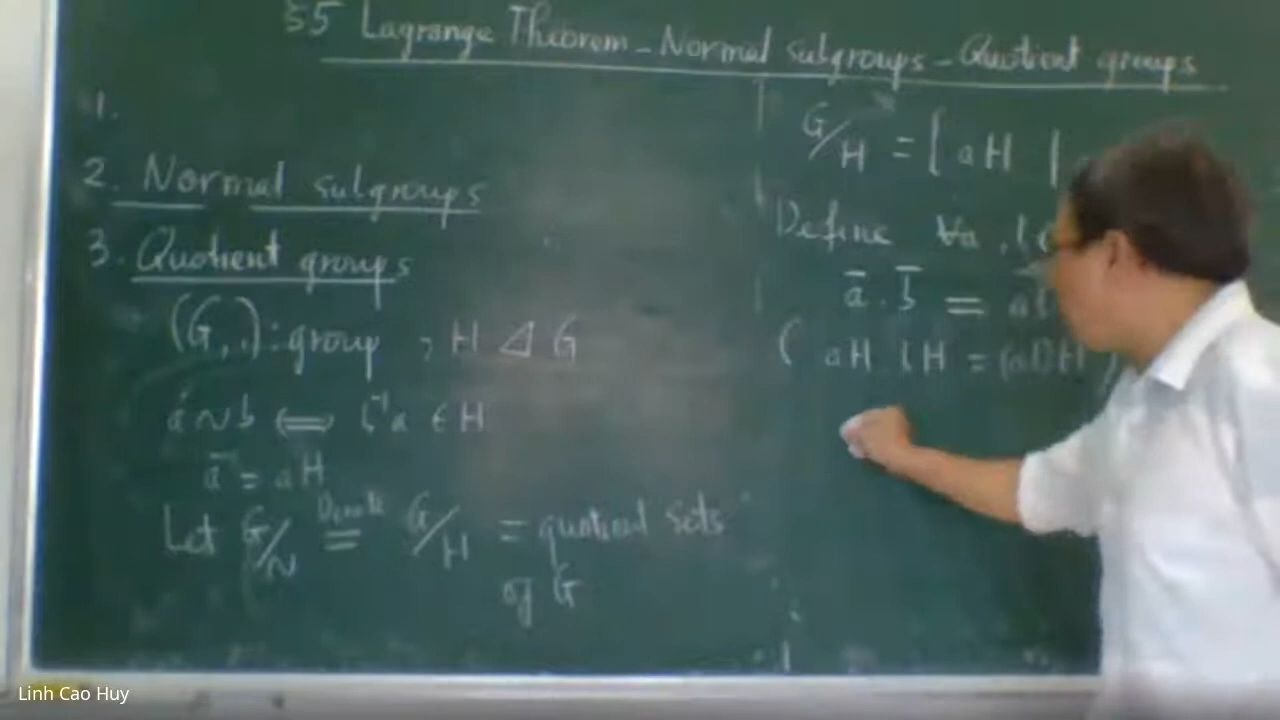 §5 Lagrange Theorem - Normal subgroups - Quotient groups
1.
2. Normal subgroups
3. Quotient groups
(G, .): group, H ⊲ G
a ~ b ⟺ b⁻¹a ∈ H
ā = aH
Let G/~ Denote = G/H = quotient sets
of G
G/H = { aH |
Define ∀a, b
ā . b̄ = ab
( aH . bH = (ab)H )
Linh Cao Huy